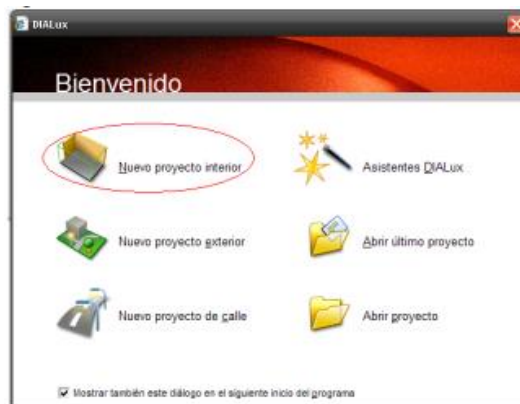 DIALux
Bienvenido
Nuevo proyecto interior
Asistentes DIALux
Nuevo proyecto exterior
Abrir último proyecto
Nuevo proyecto de calle
Abrir proyecto
Mostrar también este diálogo en el siguiente inicio del programa